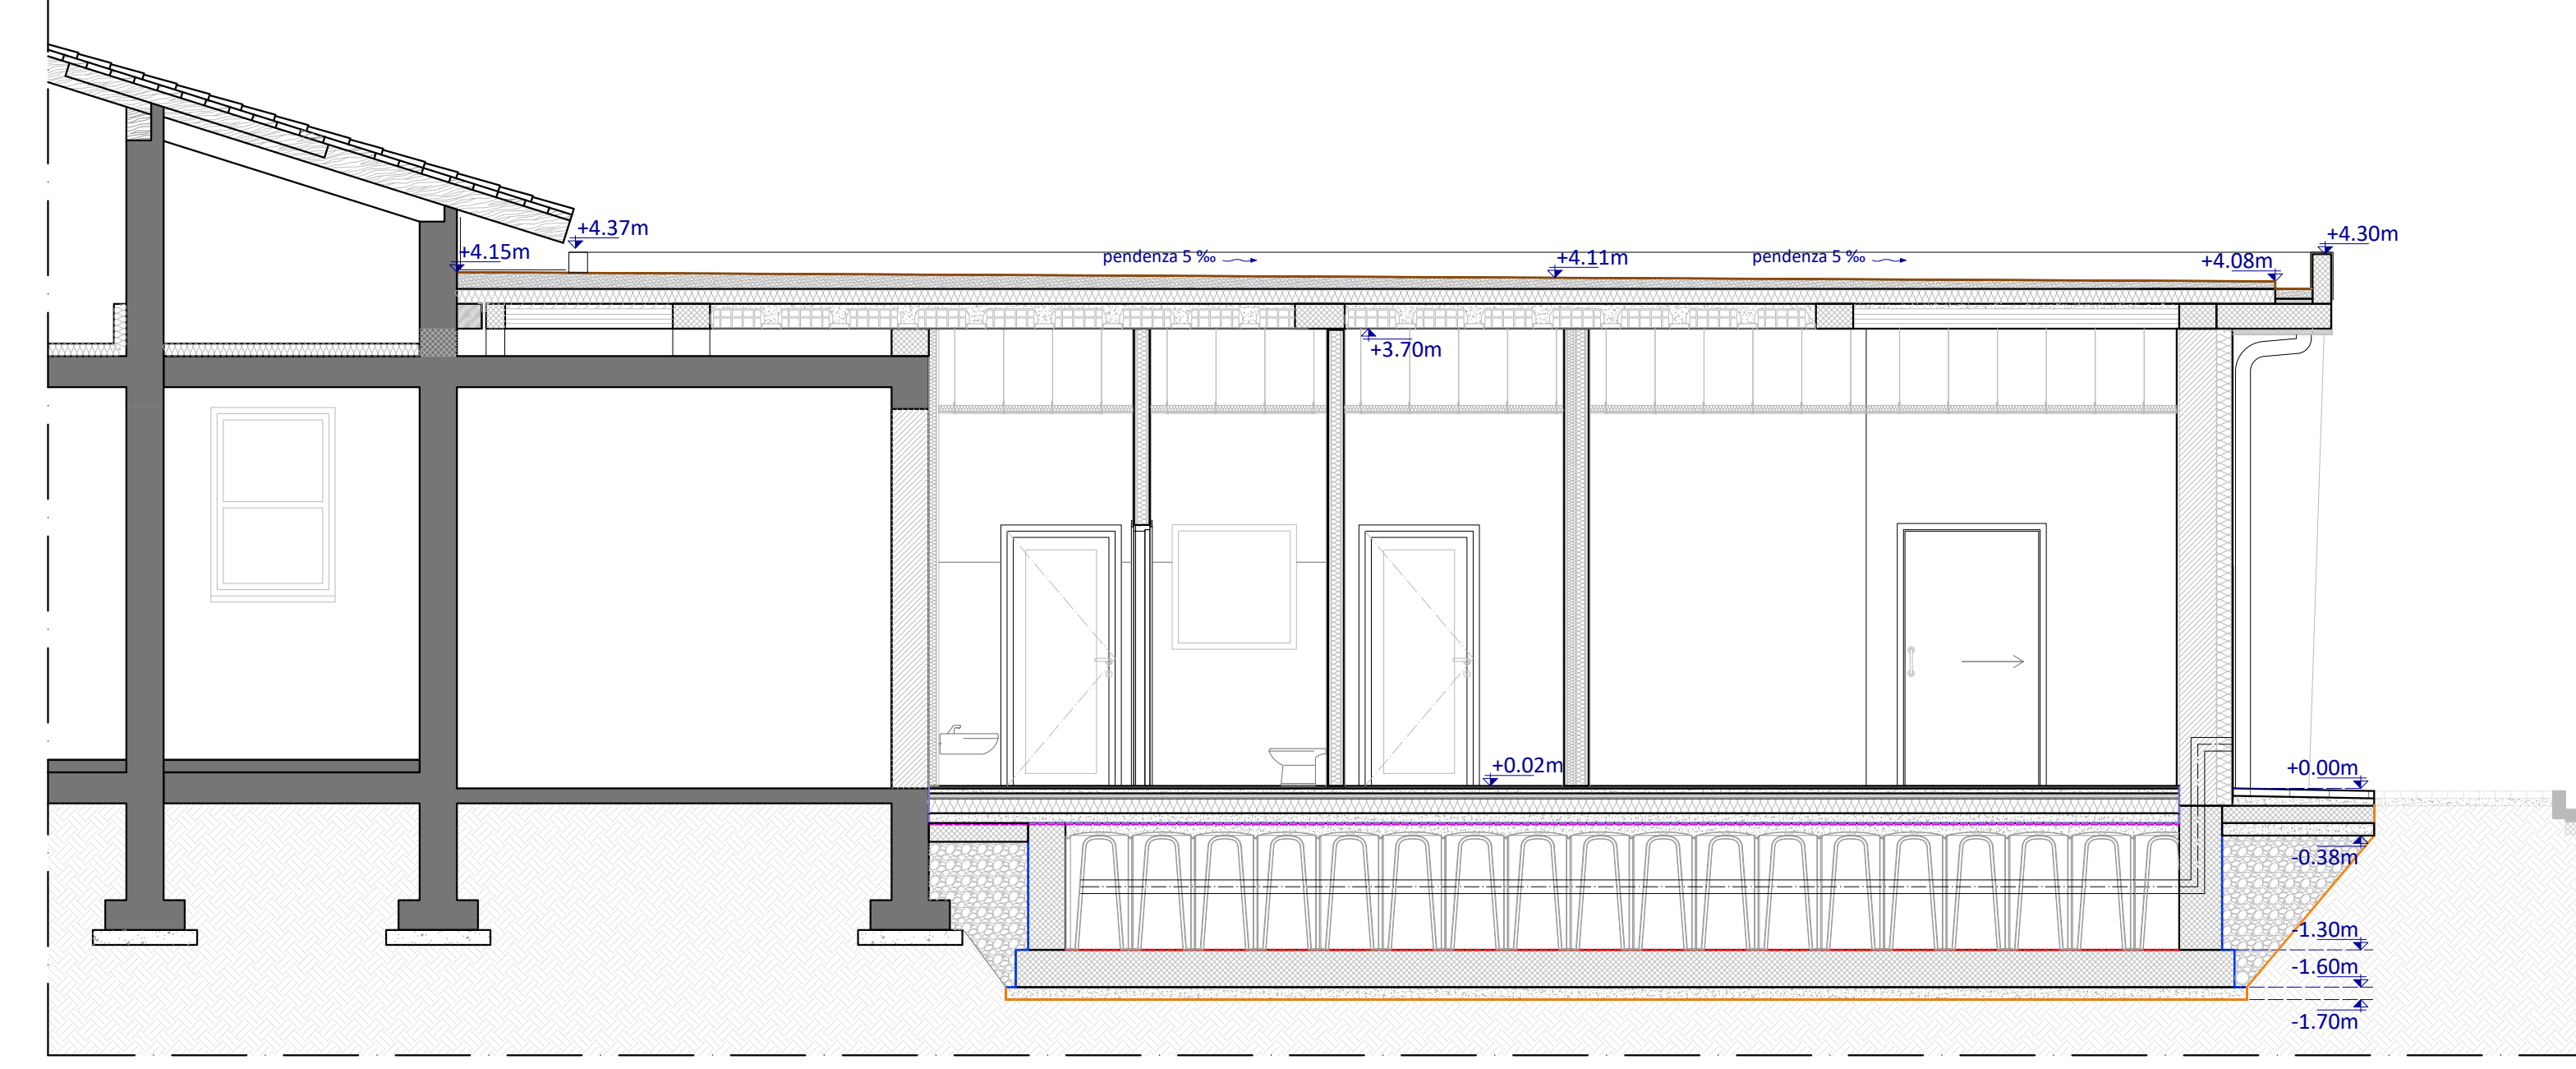 +4.37m
+4.30m
+4.15m
pendenza 5 ‰
+4.11m
pendenza 5 ‰
+4.08m
+3.70m
+0.02m
+0.00m
-0.38m
-1.30m
-1.60m
-1.70m